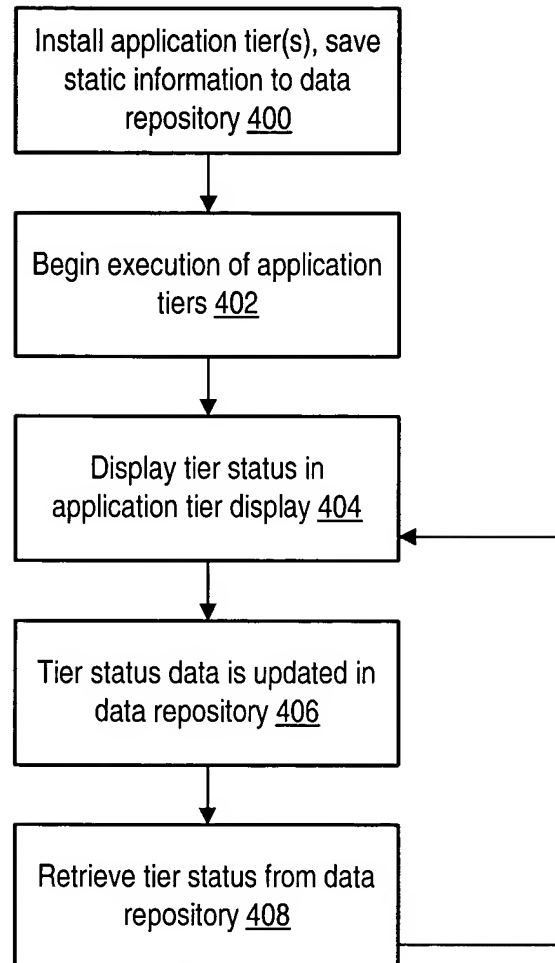 Install application tier(s), save
static information to data
repository 400
Begin execution of application
tiers 402
Display tier status in
application tier display 404
Tier status data is updated in
data repository 406
Retrieve tier status from data
repository 408